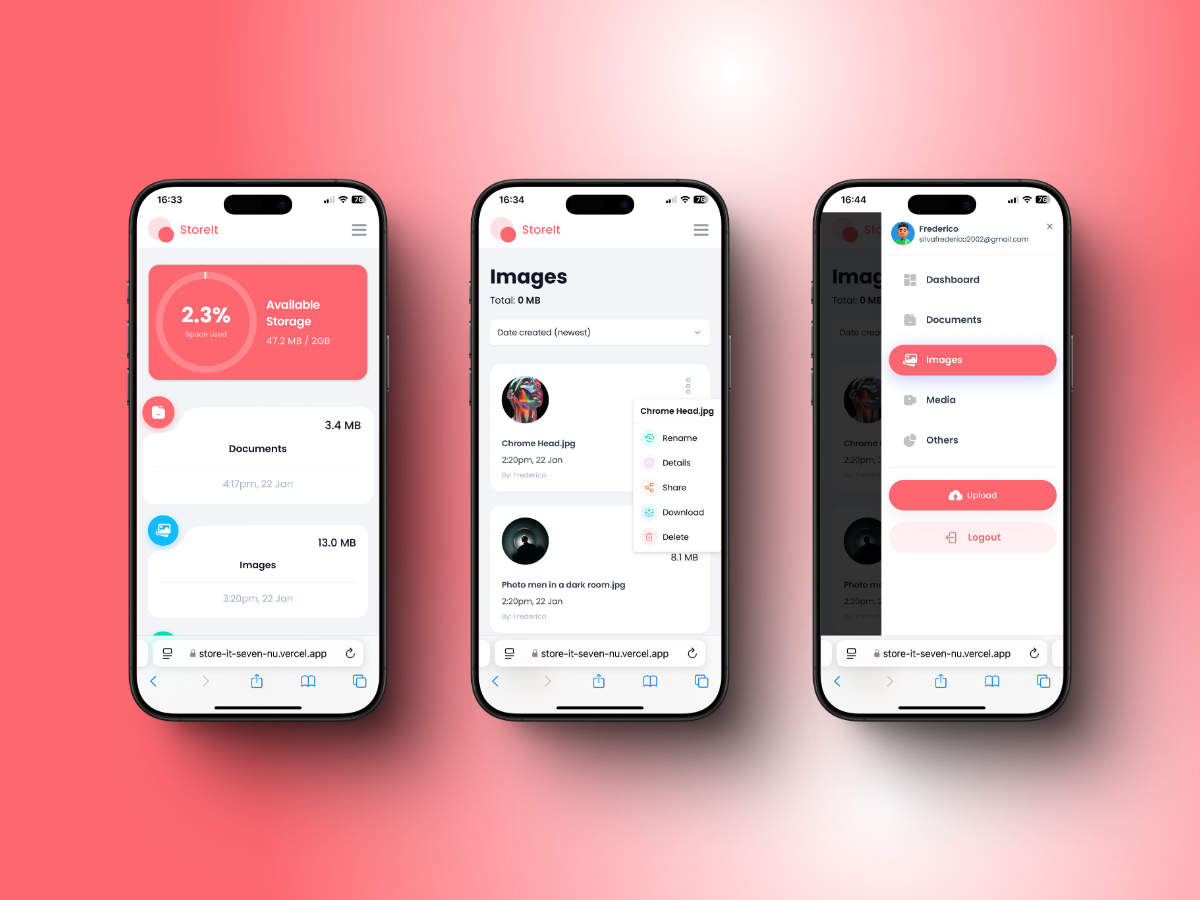 16:33
76
StoreIt
2.3%
Space used
Available
Storage
47.2 MB / 2GB
3.4 MB
Documents
4:17pm, 22 Jan
13.0 MB
Images
3:20pm, 22 Jan
store-it-seven-nu.vercel.app
16:34
76
StoreIt
Images
Total: 0 MB
Date created (newest)
Chrome Head.jpg
2:20pm, 22 Jan
By: Frederico
Chrome Head.jpg
Rename
Details
Share
Download
Delete
8.1 MB
Photo men in a dark room.jpg
2:20pm, 22 Jan
By: Frederico
store-it-seven-nu.vercel.app
16:44
76
Frederico
silvafrederico2002@gmail.com
Dashboard
Documents
Images
Media
Others
Upload
Logout
Imag
Total: 0 MB
Date crea
Chrome H
2:20pm, 2
By: Frederi
Photo me
2:20pm, 2
By: Frederi
store-it-seven-nu.vercel.app